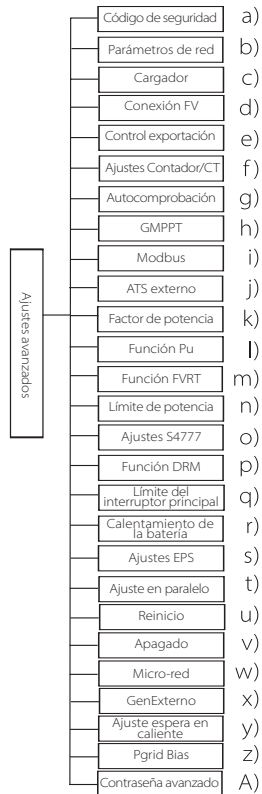 Código de seguridad a)
Parámetros de red b)
Cargador c)
Conexión FV d)
Control exportación e)
Ajustes Contador/CT f)
Autocomprobación g)
GMPPT h)
Modbus i)
ATS externo j)
Ajustes avanzados
Factor de potencia k)
Función Pu l)
Función FVRT m)
Límite de potencia n)
Ajustes S4777 o)
Función DRM p)
Límite del
interruptor principal q)
Calentamiento de
la batería r)
Ajustes EPS s)
Ajuste en paralelo t)
Reinicio u)
Apagado v)
Micro-red w)
GenExterno x)
Ajuste espera en
caliente y)
Pgrid Bias z)
Contraseña avanzado A)